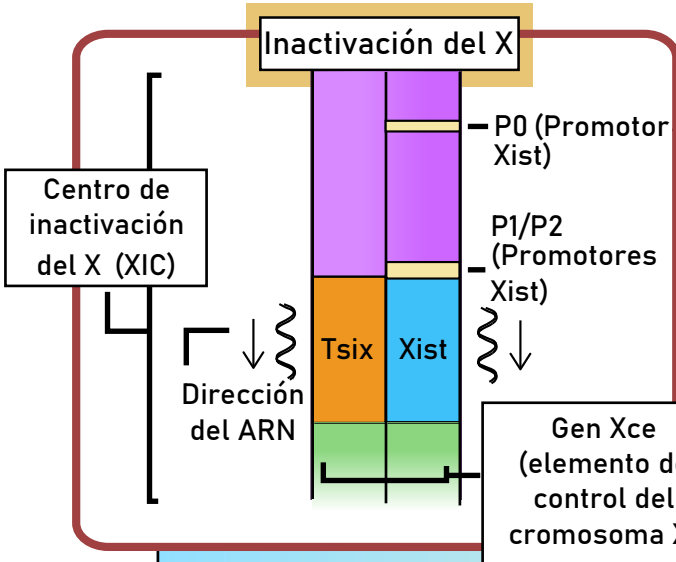 Inactivación del X
P0 (Promotor
Xist)
Centro de
inactivación
del X (XIC)
P1/P2
(Promotores
Xist)
Tsix
Xist
Dirección
del ARN
Gen Xce
(elemento de
control del
cromosoma X